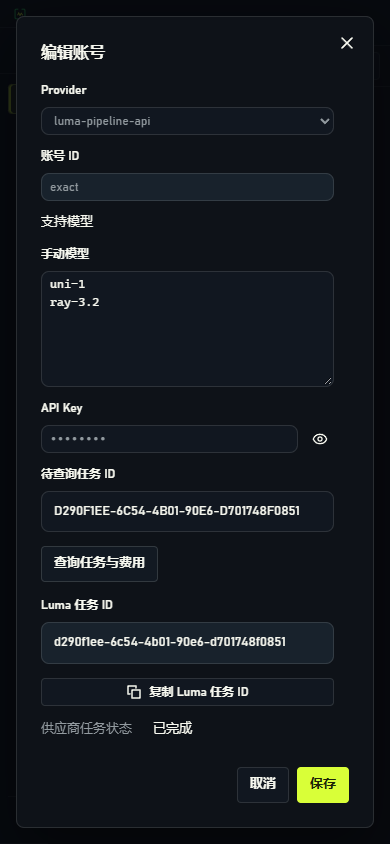 编辑账号
Provider
luma-pipeline-api
账号 ID
exact
支持模型
手动模型
uni-1
ray-3.2
API Key
••••••••
待查询任务 ID
D290F1EE-6C54-4B01-90E6-D701748F0851
查询任务与费用
Luma 任务 ID
d290f1ee-6c54-4b01-90e6-d701748f0851
复制 Luma 任务 ID
供应商任务状态 已完成
取消 保存